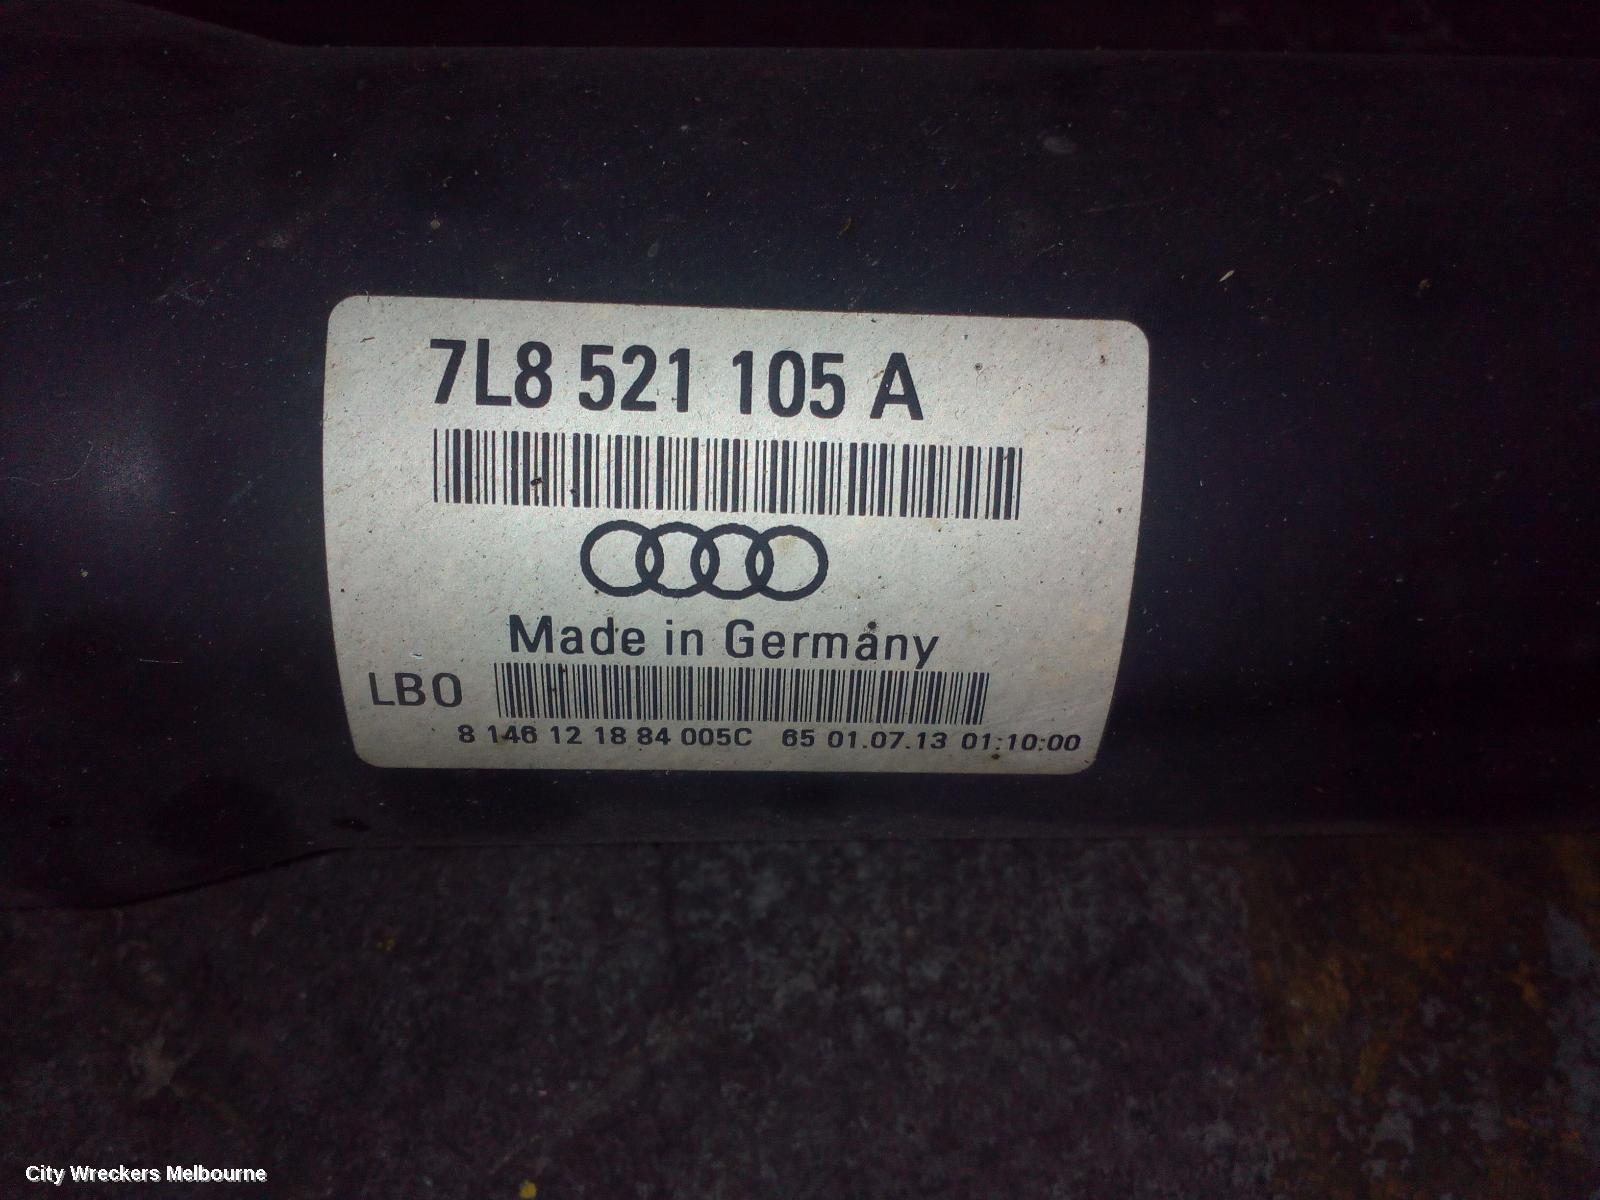 7L8 521 105 A
Made in Germany
LB0
8 146 12 18 84 005C 65 01.07.13 01:10:00
City Wreckers Melbourne